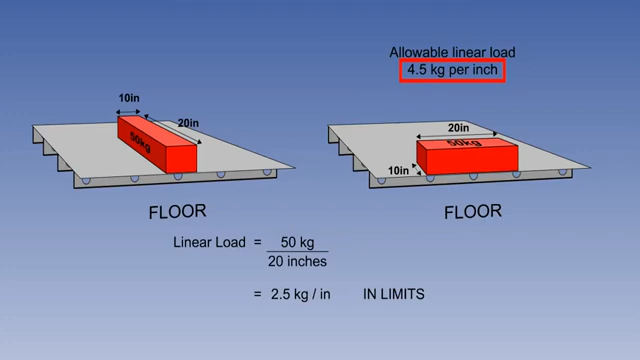 Allowable linear load
4.5 kg per inch
10in
20in
50kg
20in
50kg
10in
FLOOR
FLOOR
Linear Load = 50 kg
20 inches
= 2.5 kg / in IN LIMITS